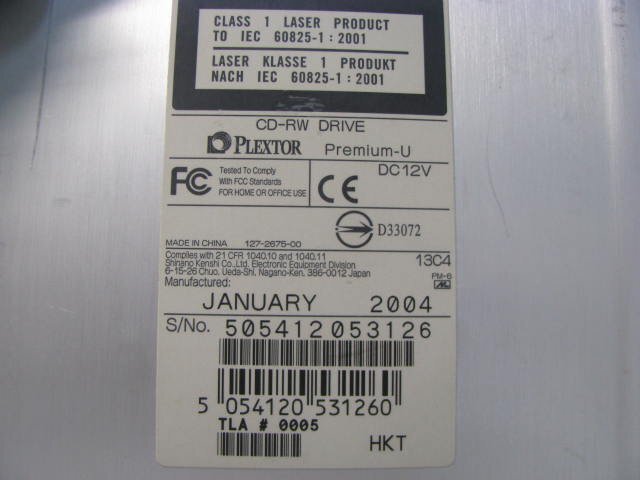 CLASS 1 LASER PRODUCT
TO IEC 60825-1 : 2001
LASER KLASSE 1 PRODUKT
NACH IEC 60825-1 : 2001
CD-RW DRIVE
PLEXTOR Premium-U
DC12V
FC Tested To Comply
With FCC Standards
FOR HOME OR OFFICE USE
CE
D33072
MADE IN CHINA 127-2675-00
Complies with 21 CFR 1040.10 and 1040.11
13C4
Shinano Kenshi Co.,Ltd. Electronic Equipment Division
6-15-26 Chuo, Ueda-Shi, Nagano-Ken, 386-0012 Japan
PM-6
Manufactured:
JANUARY 2004
S/No. 505412053126
5 054120 531260
TLA # 0005
HKT